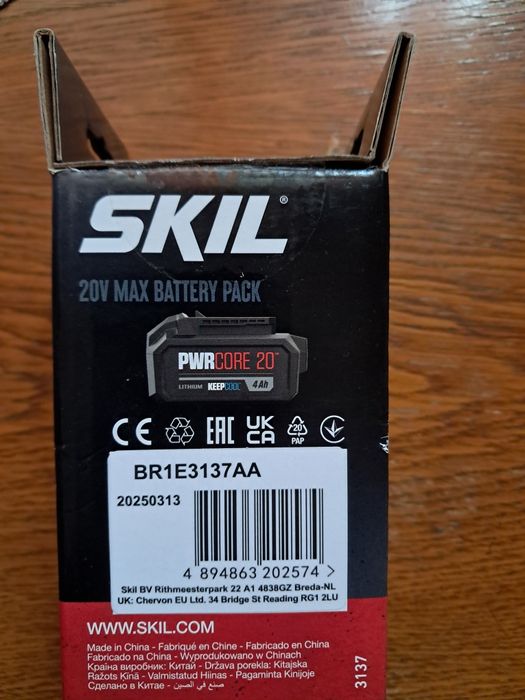 SKIL®
20V MAX BATTERY PACK
PWRCORE 20™
LITHIUM KEEPCOOL 4Ah
CE EAC UKCA 20 PAP
BR1E3137AA
20250313
4 894863 202574 >
Skil BV Rithmeesterpark 22 A1 4838GZ Breda-NL
UK: Chervon EU Ltd. 34 Bridge St Reading RG1 2LU
WWW.SKIL.COM
Made in China - Fabriqué en Chine - Fabricado en China
Fabricado na China - Wyprodukowano w Chinach
Країна виробник: Китай - Država porekla: Kitajska
Ražots Ķīnā - Valmistatud Hiinas - Pagaminta Kinijoje
Сделано в Китае - صنع في الصين
3137